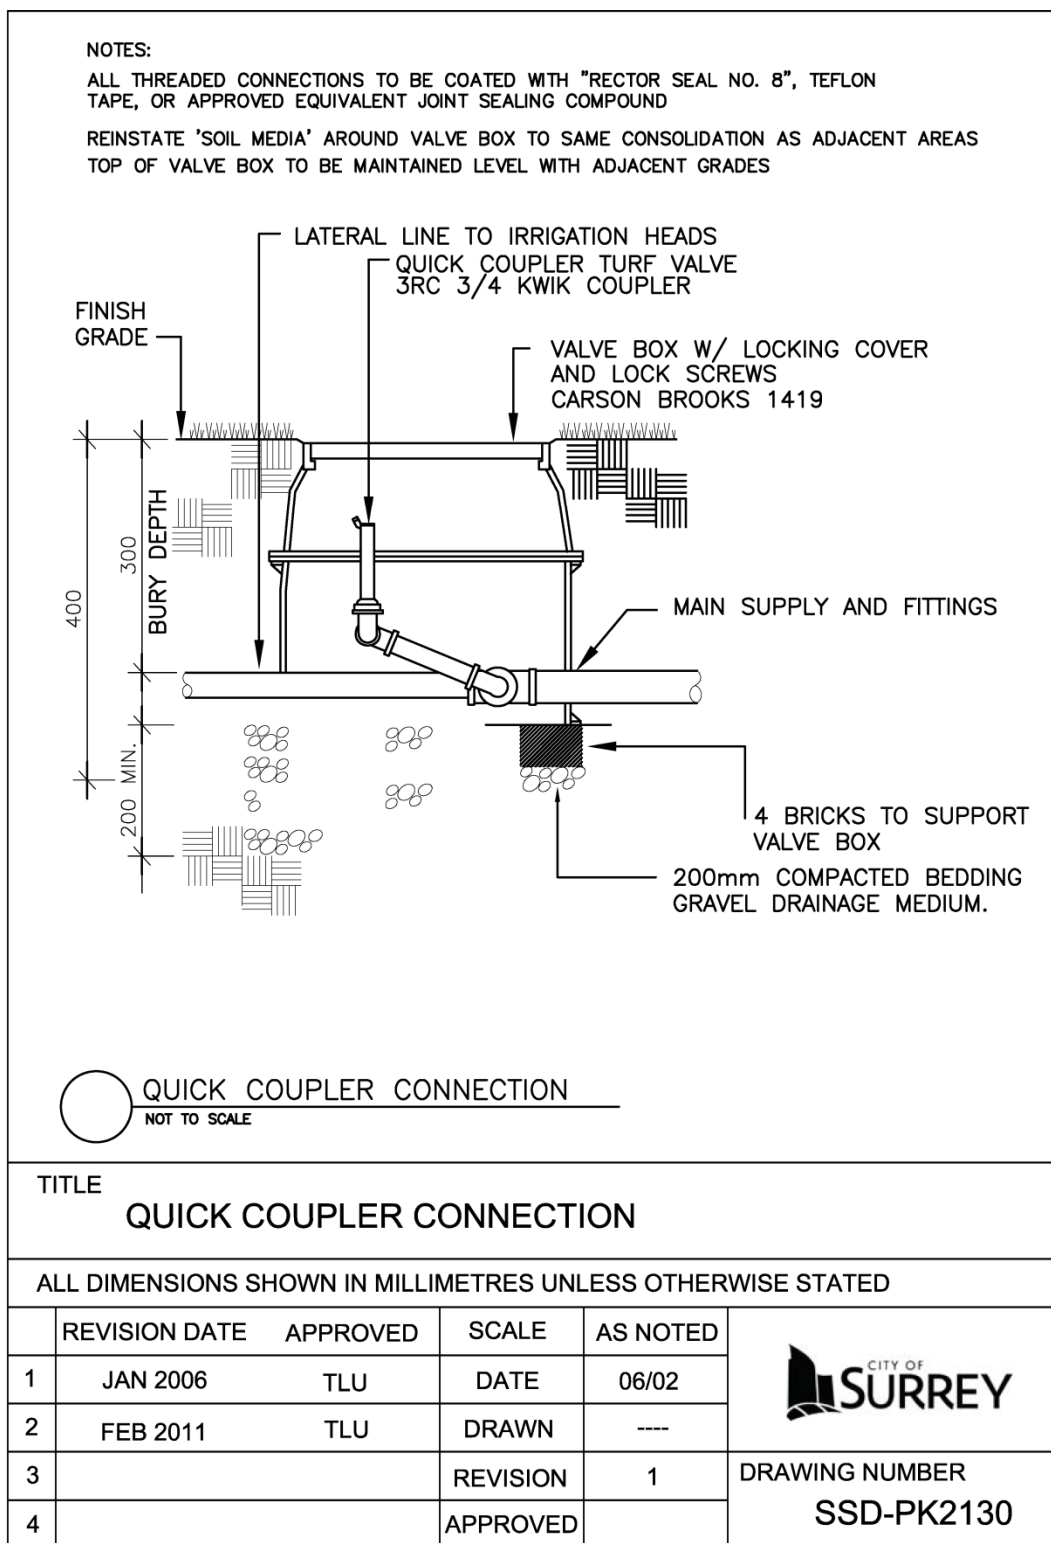 NOTES:
ALL THREADED CONNECTIONS TO BE COATED WITH "RECTOR SEAL NO. 8", TEFLON
TAPE, OR APPROVED EQUIVALENT JOINT SEALING COMPOUND
REINSTATE 'SOIL MEDIA' AROUND VALVE BOX TO SAME CONSOLIDATION AS ADJACENT AREAS
TOP OF VALVE BOX TO BE MAINTAINED LEVEL WITH ADJACENT GRADES
LATERAL LINE TO IRRIGATION HEADS
QUICK COUPLER TURF VALVE
3RC 3/4 KWIK COUPLER
FINISH
GRADE
VALVE BOX W/ LOCKING COVER
AND LOCK SCREWS
CARSON BROOKS 1419
400
300
BURY DEPTH
200 MIN.
MAIN SUPPLY AND FITTINGS
4 BRICKS TO SUPPORT
VALVE BOX
200mm COMPACTED BEDDING
GRAVEL DRAINAGE MEDIUM.
QUICK COUPLER CONNECTION
NOT TO SCALE
TITLE
QUICK COUPLER CONNECTION
ALL DIMENSIONS SHOWN IN MILLIMETRES UNLESS OTHERWISE STATED
REVISION DATE APPROVED SCALE AS NOTED
1 JAN 2006 TLU DATE 06/02
2 FEB 2011 TLU DRAWN ----
3 REVISION 1
4 APPROVED
CITY OF
SURREY
DRAWING NUMBER
SSD-PK2130